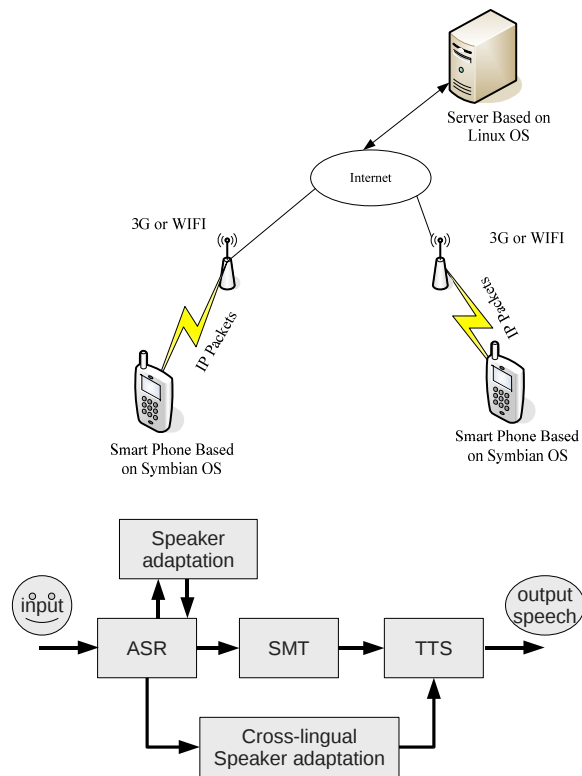 Server Based on
Linux OS
Internet
3G or WIFI
3G or WIFI
IP Packets
IP Packets
Smart Phone Based
on Symbian OS
Smart Phone Based
on Symbian OS
Speaker
adaptation
input
output
speech
ASR
SMT
TTS
Cross-lingual
Speaker adaptation